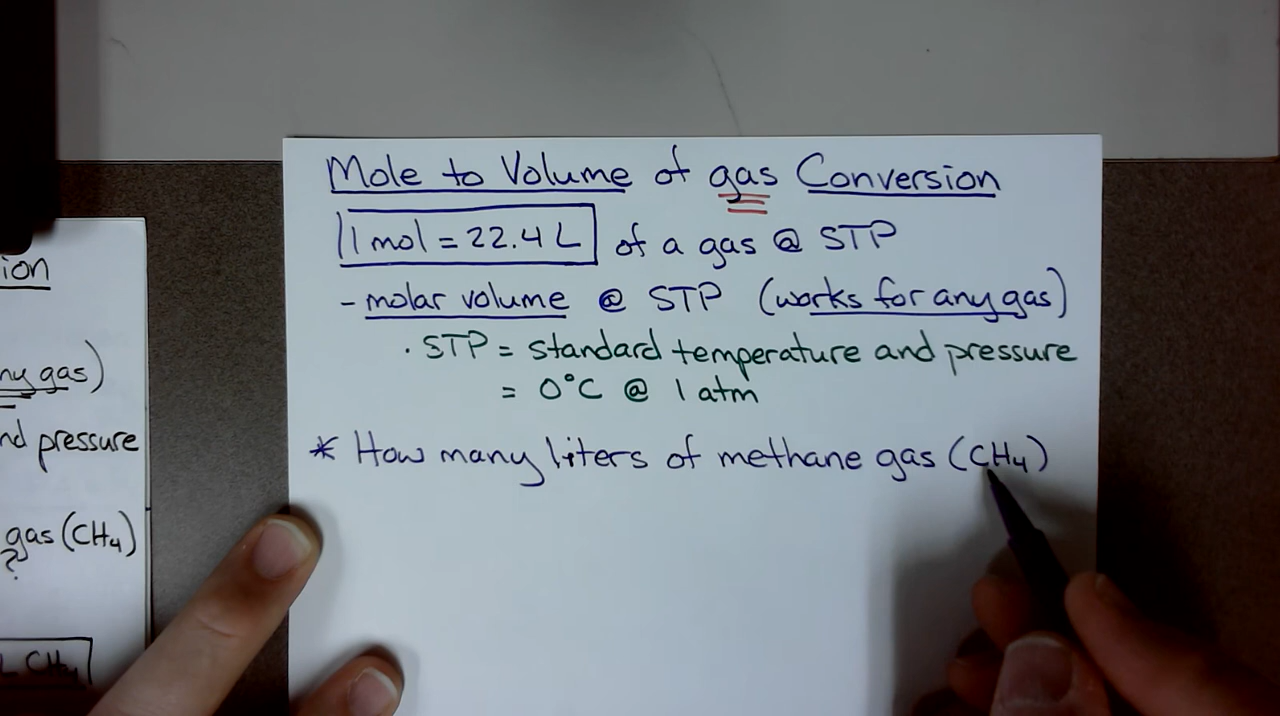 Mole to Volume of gas Conversion
1 mol = 22.4 L of a gas @ STP
- molar volume @ STP (works for any gas)
· STP = standard temperature and pressure
= 0°C @ 1 atm
* How many liters of methane gas (CH₄)
ion
ny gas)
nd pressure
gas (CH₄)
?
L CH₄